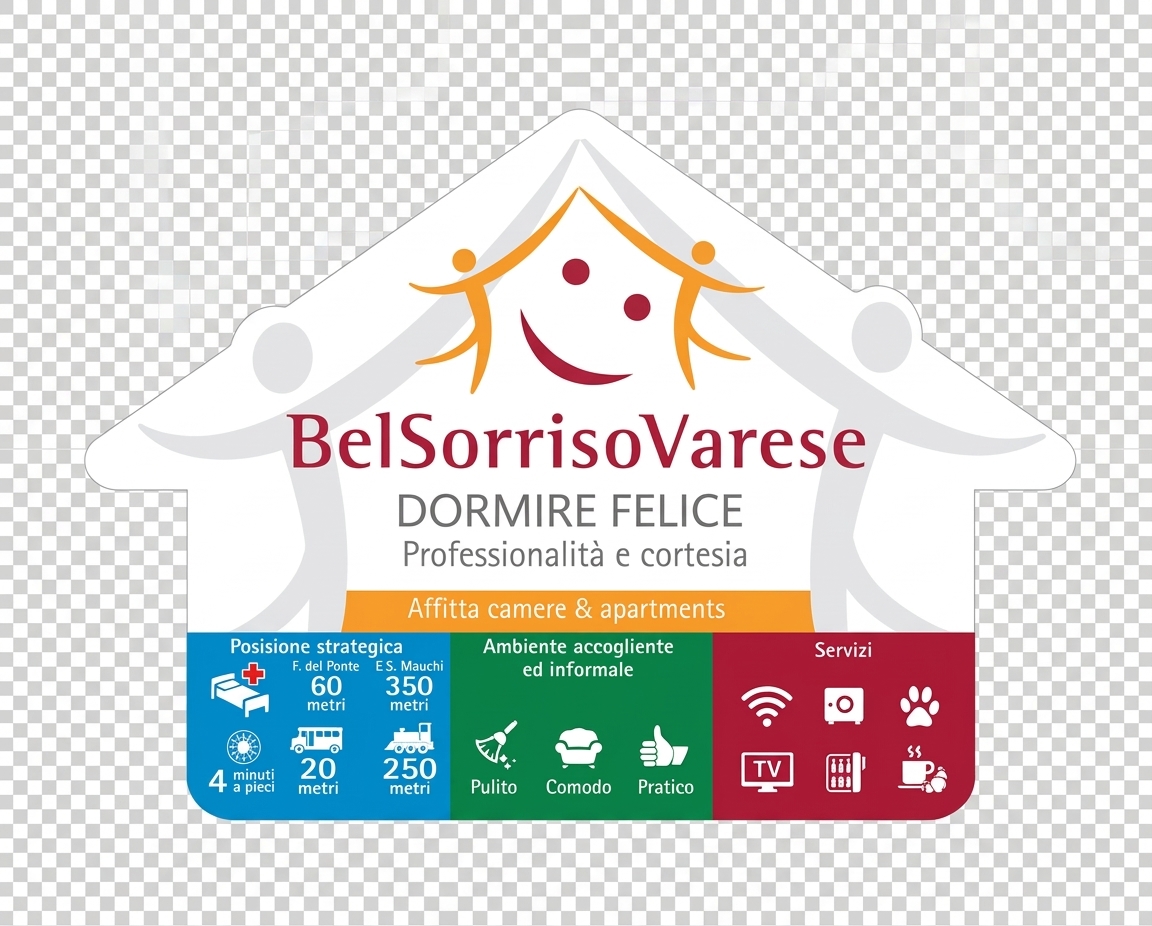 BelSorrisoVarese
DORMIRE FELICE
Professionalità e cortesia
Affitta camere & apartments
Posisione strategica
F. del Ponte
60
metri
E S. Mauchi
350
metri
4 minuti
a pieci
20
metri
250
metri
Ambiente accogliente
ed informale
Pulito
Comodo
Pratico
Servizi
TV